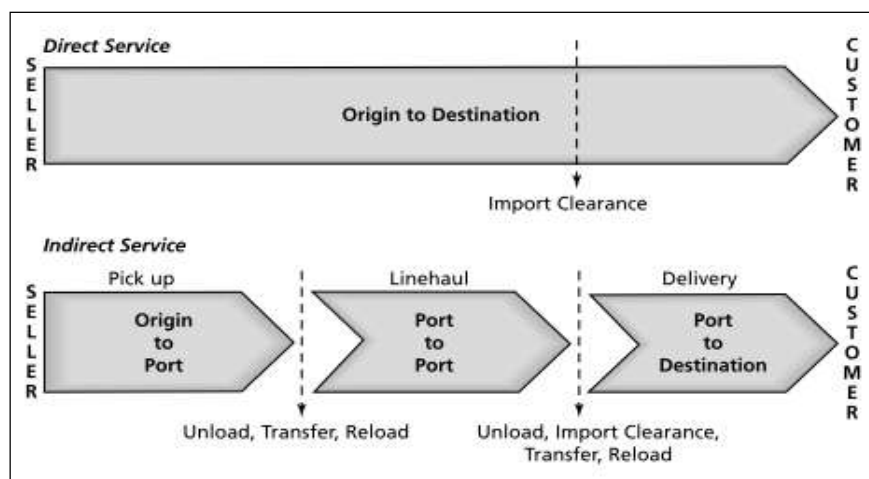 Direct Service
SELLER
Origin to Destination
CUSTOMER
Import Clearance
Indirect Service
Pick up
Linehaul
Delivery
SELLER
Origin
to
Port
Port
to
Port
Port
to
Destination
CUSTOMER
Unload, Transfer, Reload
Unload, Import Clearance,
Transfer, Reload